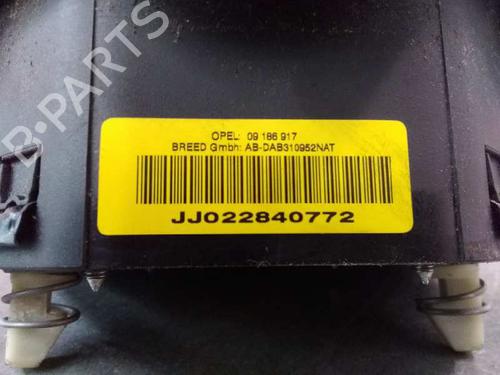 OPEL: 09 186 917
BREED Gmbh: AB-DAB310952NAT
JJ022840772
B-PARTS